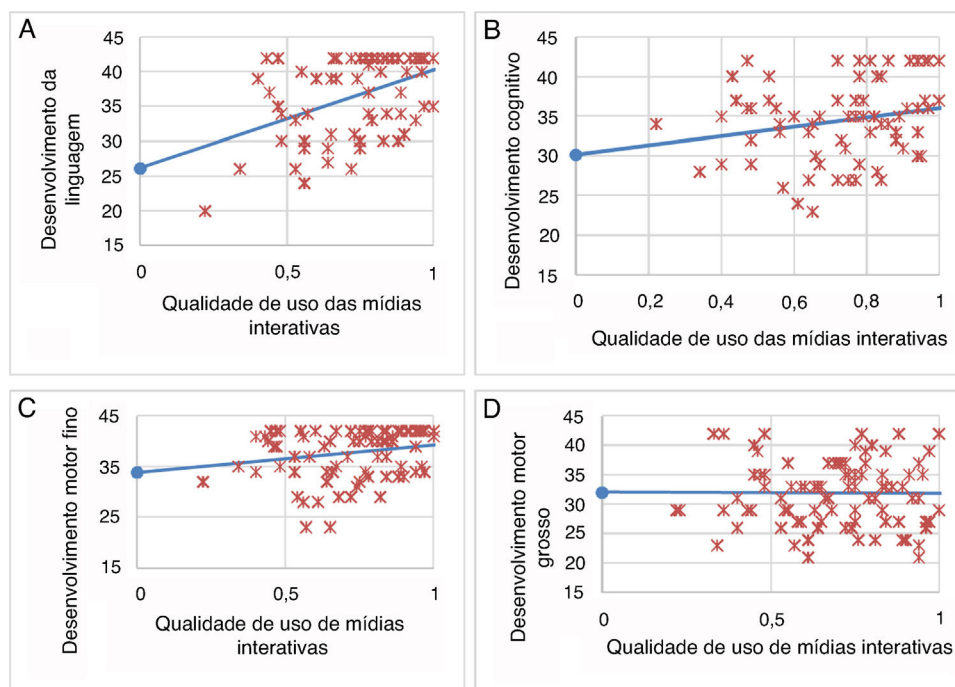 A
45
40
35
30
25
20
15
0
0,5
1
Desenvolvimento da
linguagem
Qualidade de uso das mídias
interativas
B
45
40
35
30
25
20
15
0
0,2
0,4
0,6
0,8
1
Desenvolvimento cognitivo
Qualidade de uso das mídias interativas
C
45
35
25
15
0
0,5
1
Desenvolvimento motor fino
Qualidade de uso de mídias
interativas
D
45
40
35
30
25
20
15
0
0,5
1
Desenvolvimento motor
grosso
Qualidade de uso de mídias interativas